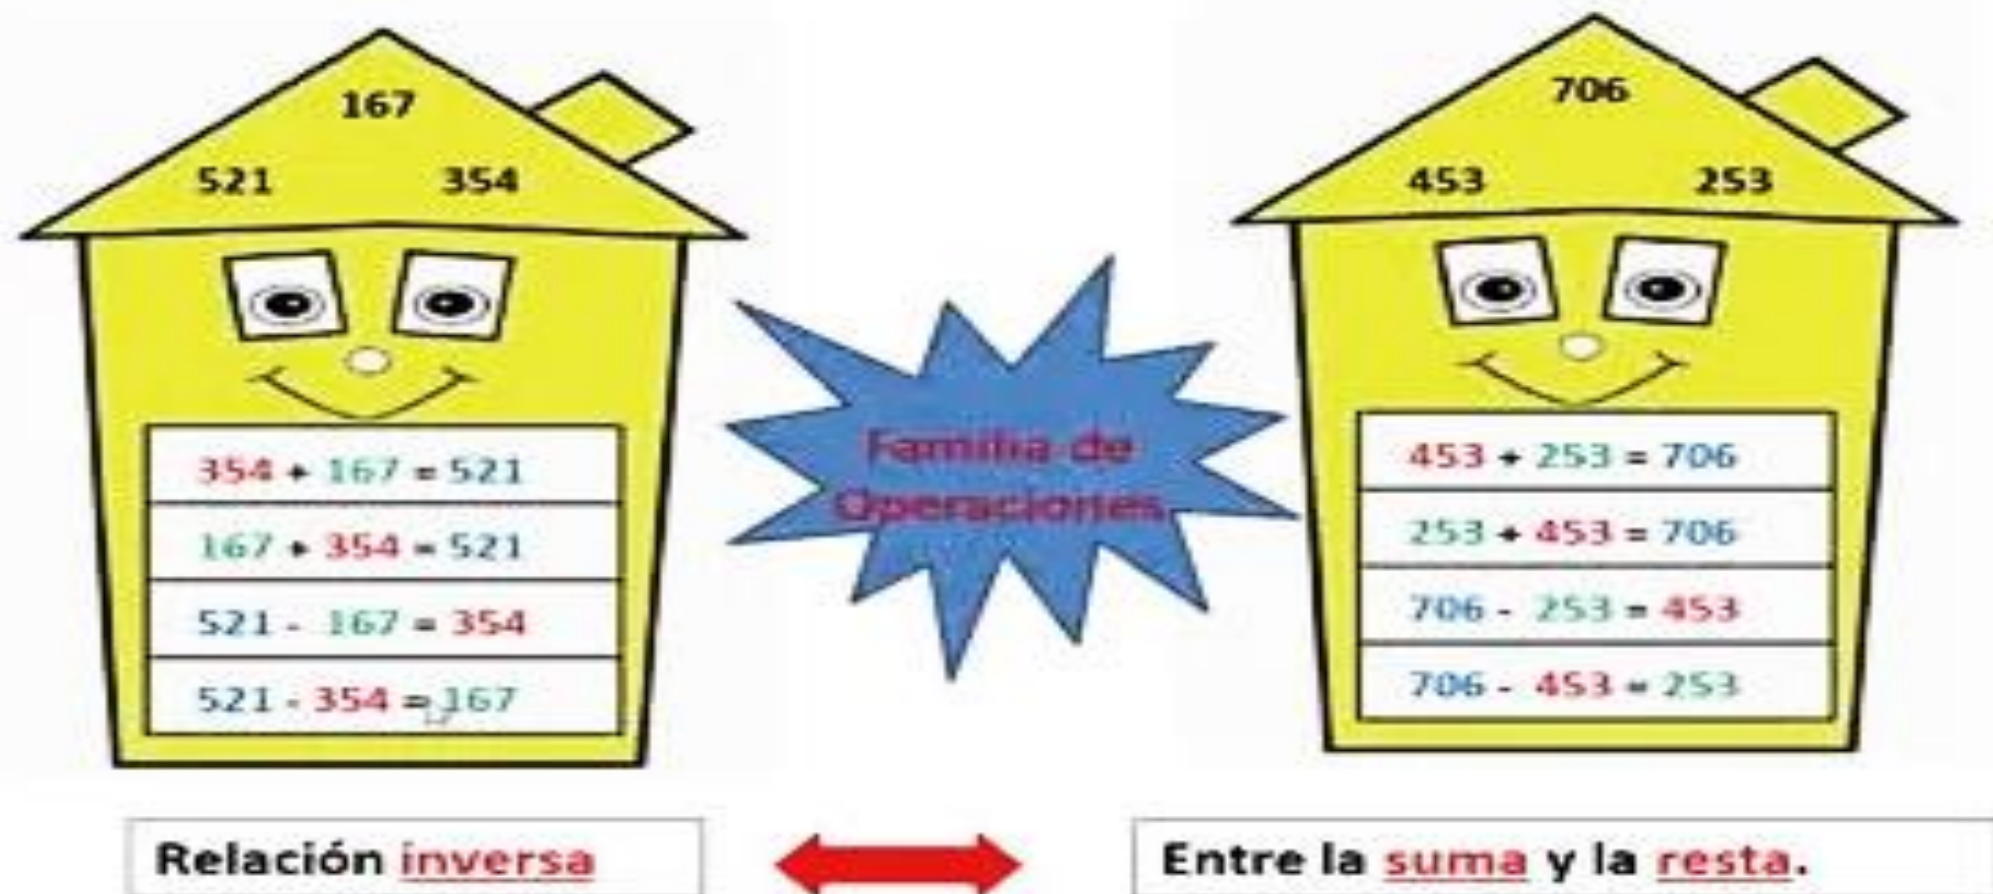 167
521 354
354 + 167 = 521
167 + 354 = 521
521 - 167 = 354
521 - 354 = 167
Familia de
Operaciones
706
453 253
453 + 253 = 706
253 + 453 = 706
706 - 253 = 453
706 - 453 = 253
Relación inversa
Entre la suma y la resta.